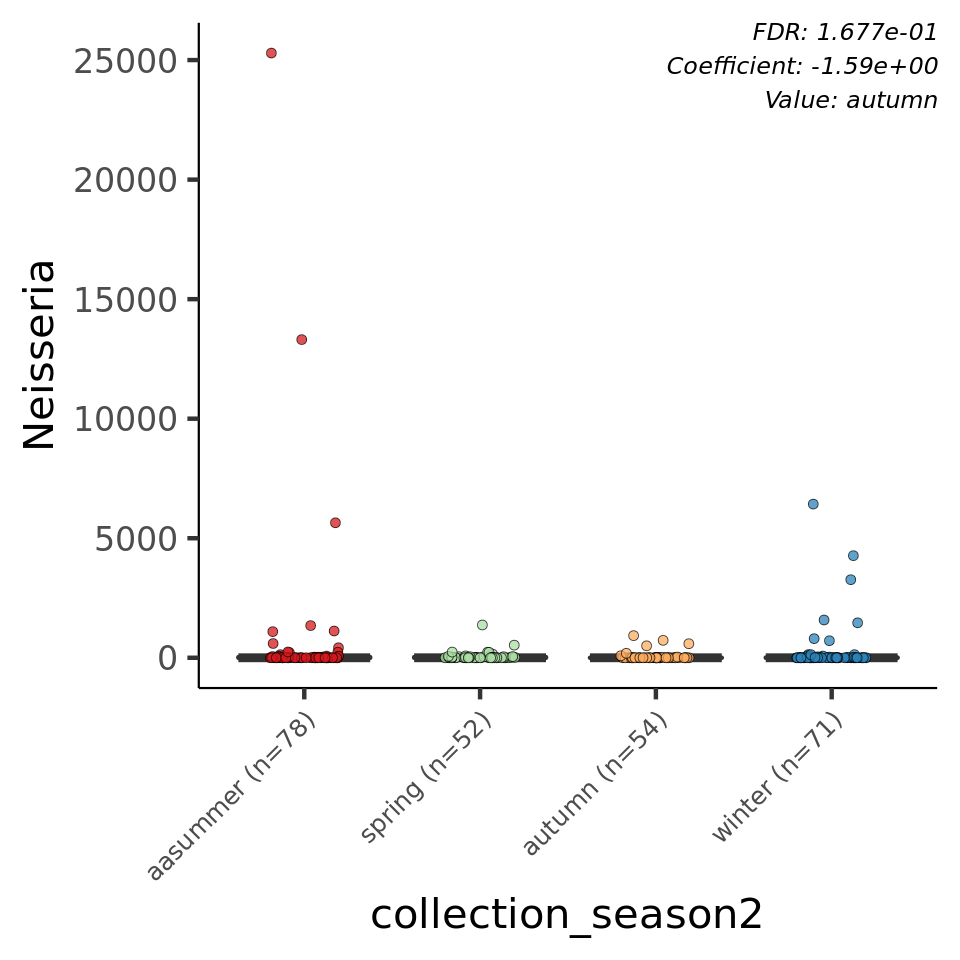 FDR: 1.677e-01
Coefficient: -1.59e+00
Value: autumn
Neisseria
25000
20000
15000
10000
5000
0
aasummer (n=78)
spring (n=52)
autumn (n=54)
winter (n=71)
collection_season2